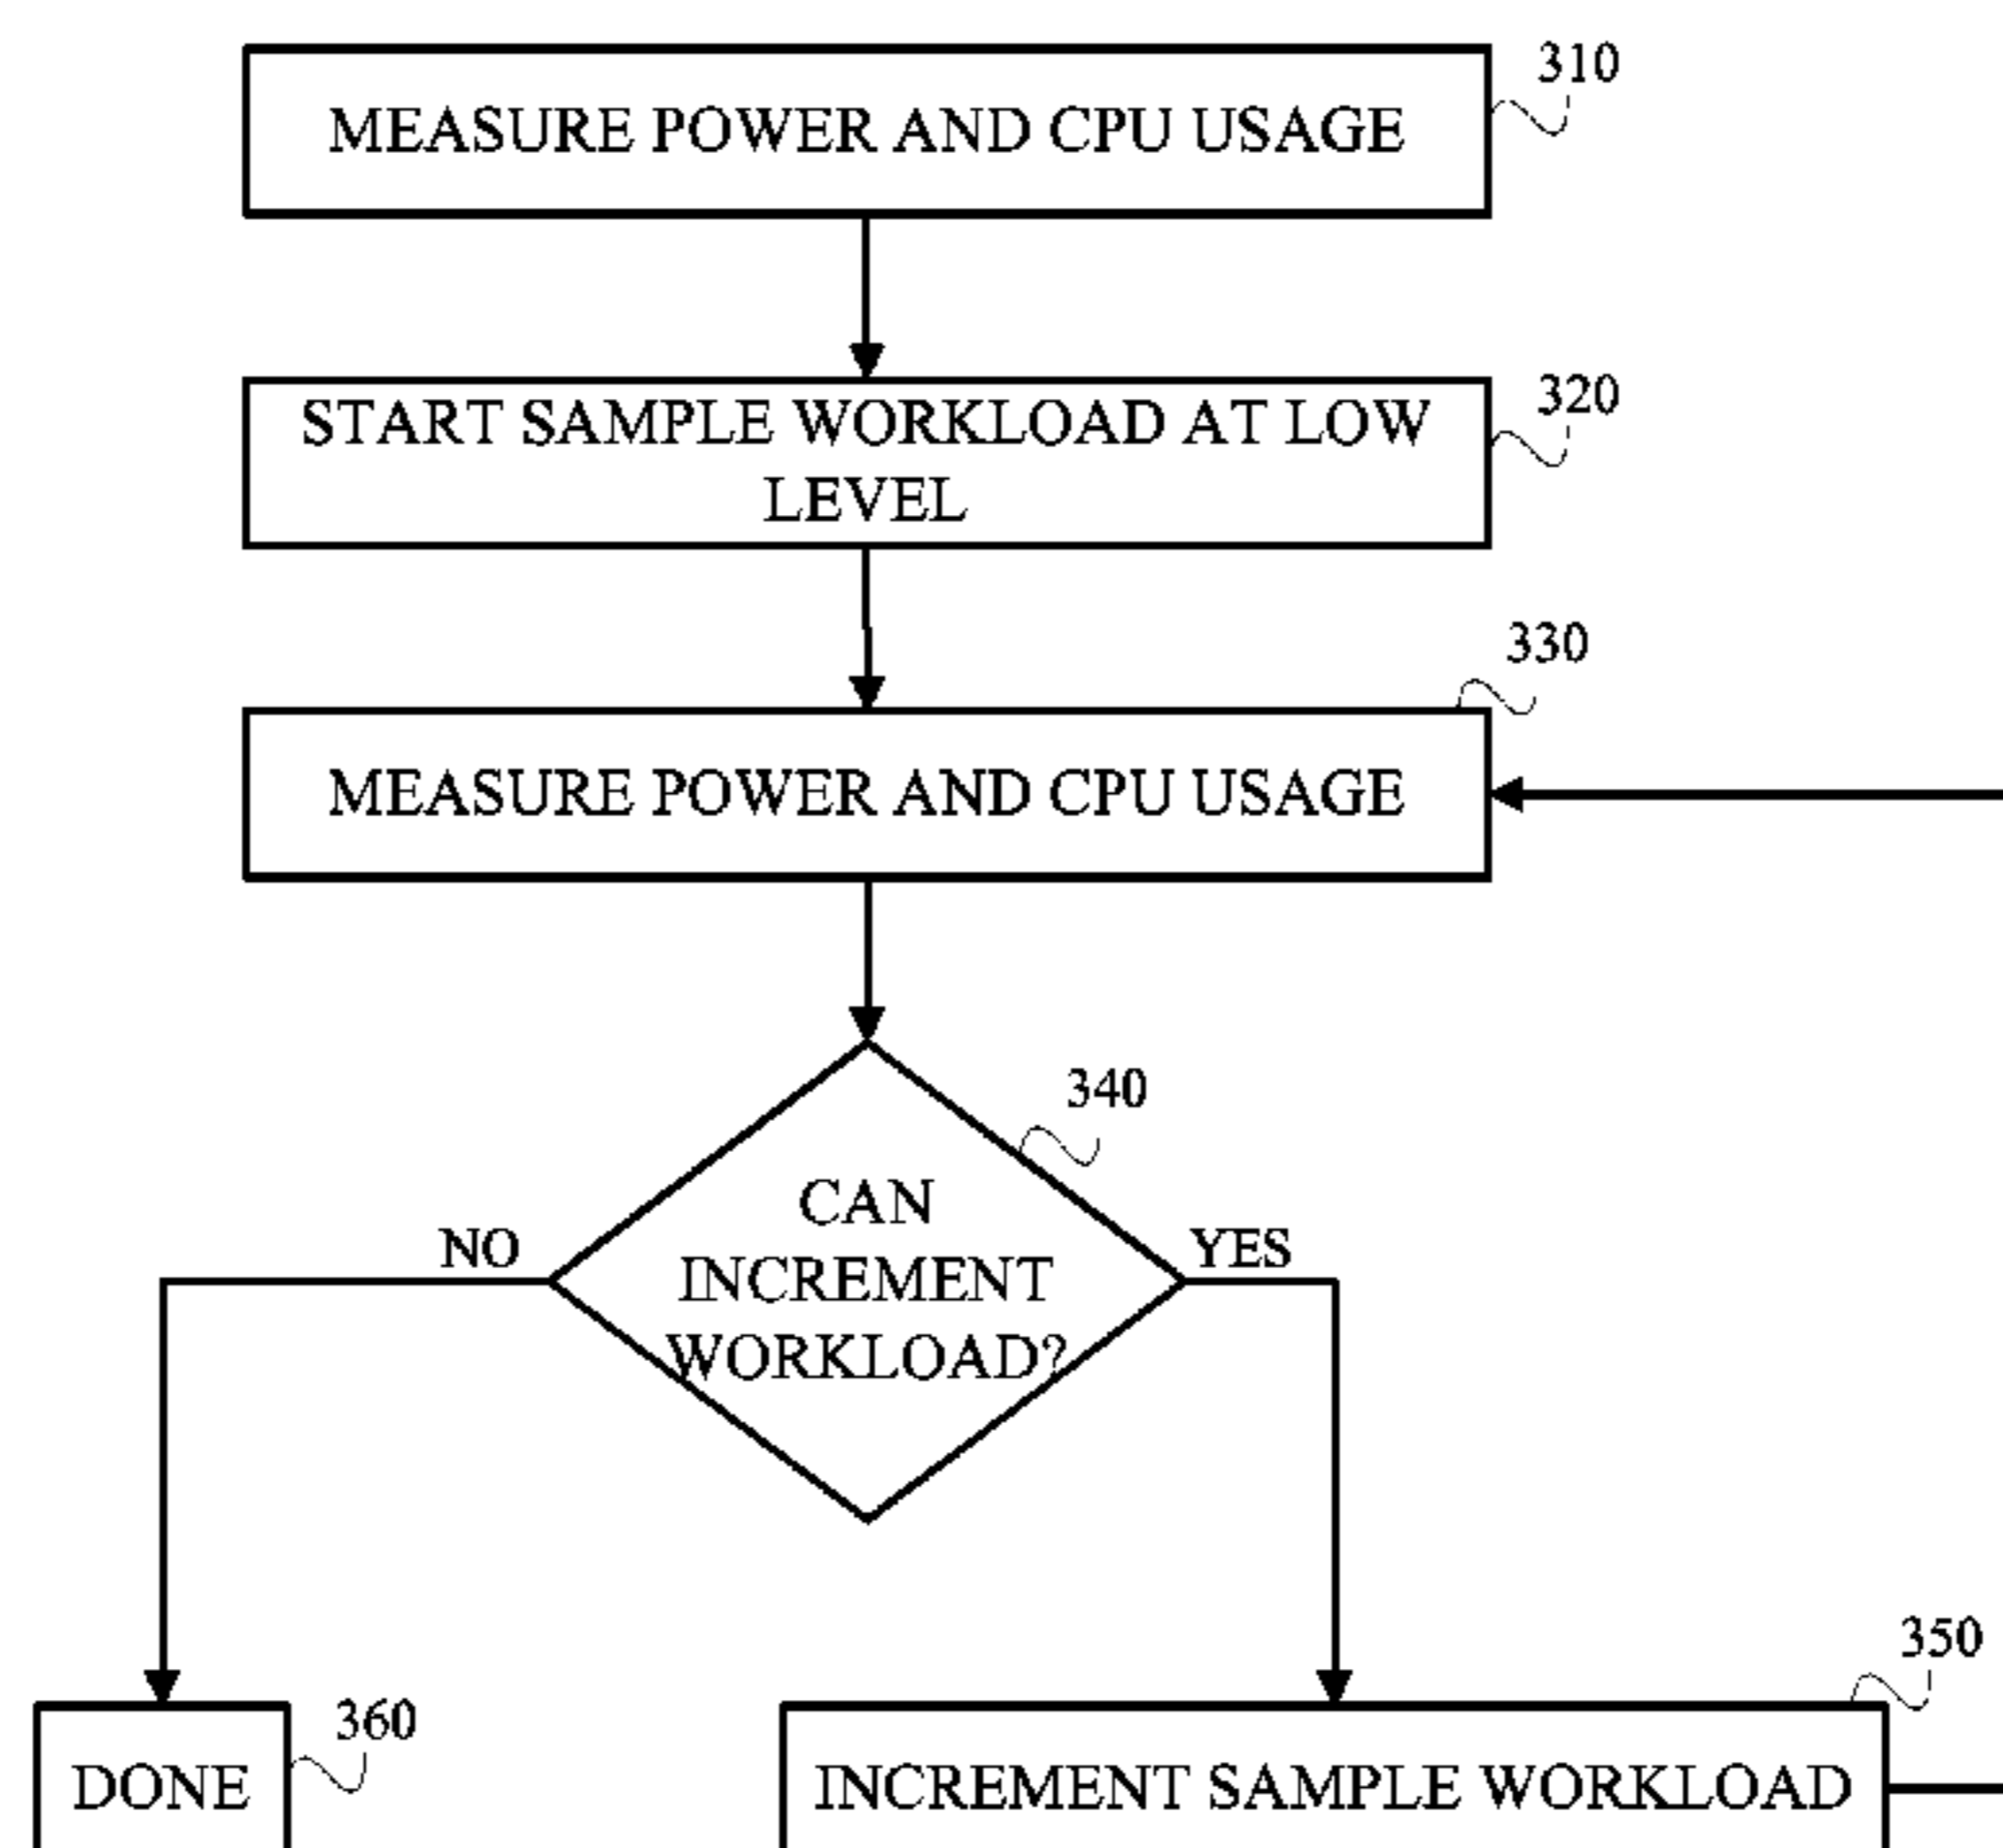 310
MEASURE POWER AND CPU USAGE
320
START SAMPLE WORKLOAD AT LOW
LEVEL
330
MEASURE POWER AND CPU USAGE
340
CAN
INCREMENT
WORKLOAD?
NO
YES
350
360
DONE
INCREMENT SAMPLE WORKLOAD